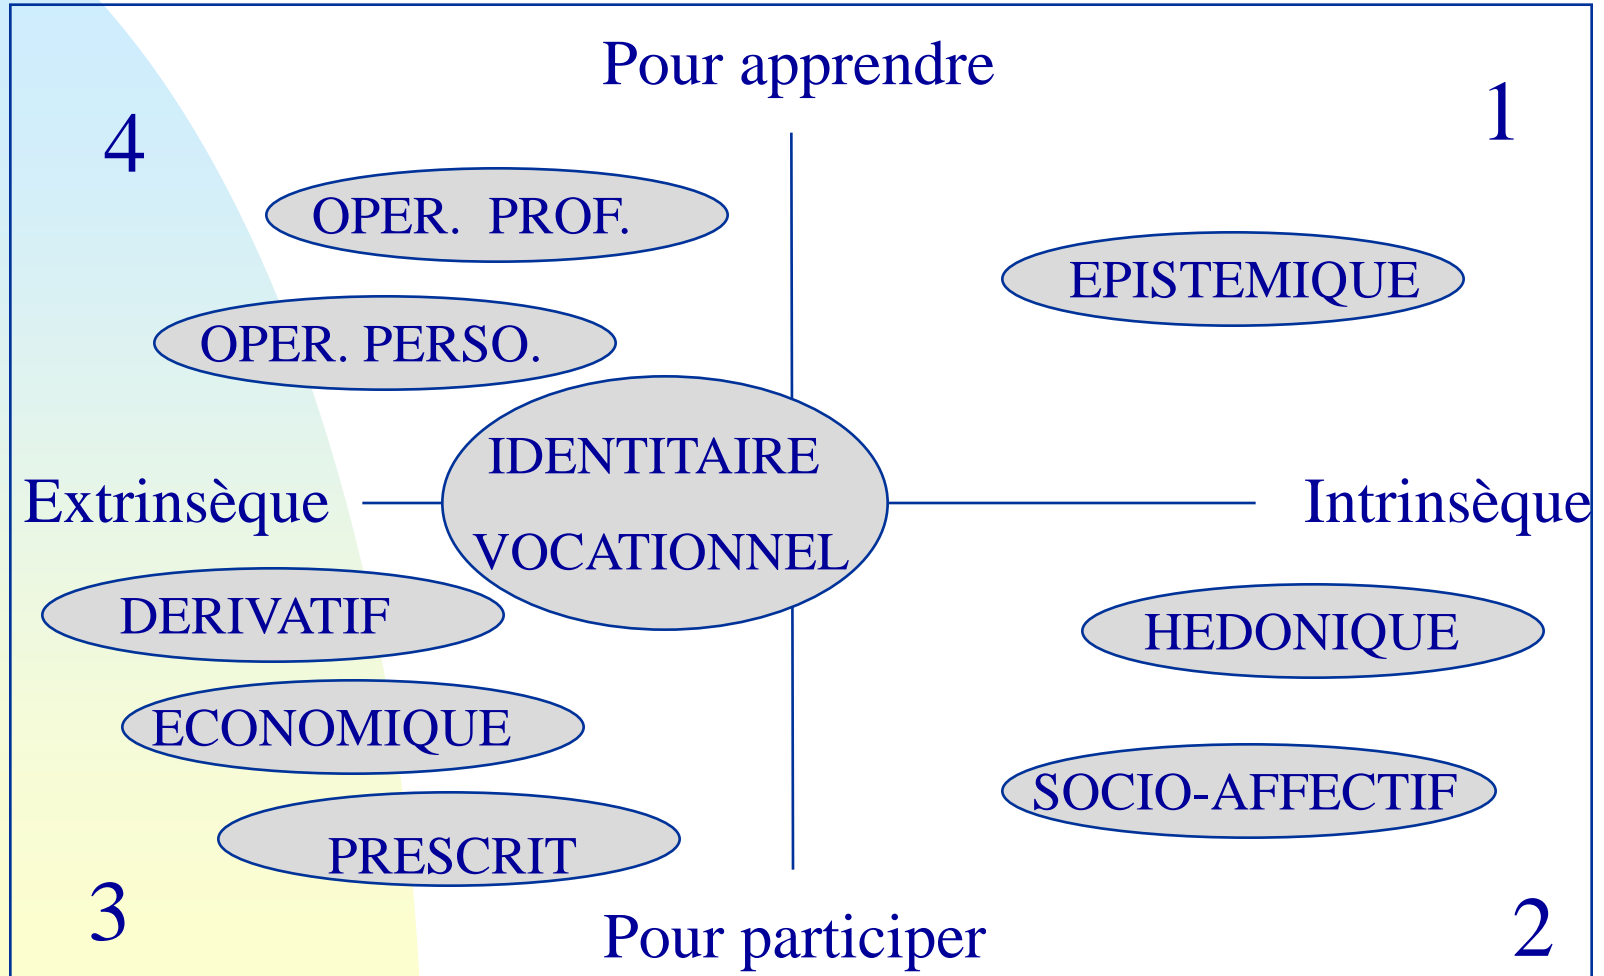 Pour apprendre
1
4
OPER. PROF.
EPISTEMIQUE
OPER. PERSO.
IDENTITAIRE
VOCATIONNEL
Extrinsèque
Intrinsèque
DERIVATIF
HEDONIQUE
ECONOMIQUE
SOCIO-AFFECTIF
PRESCRIT
3
Pour participer
2